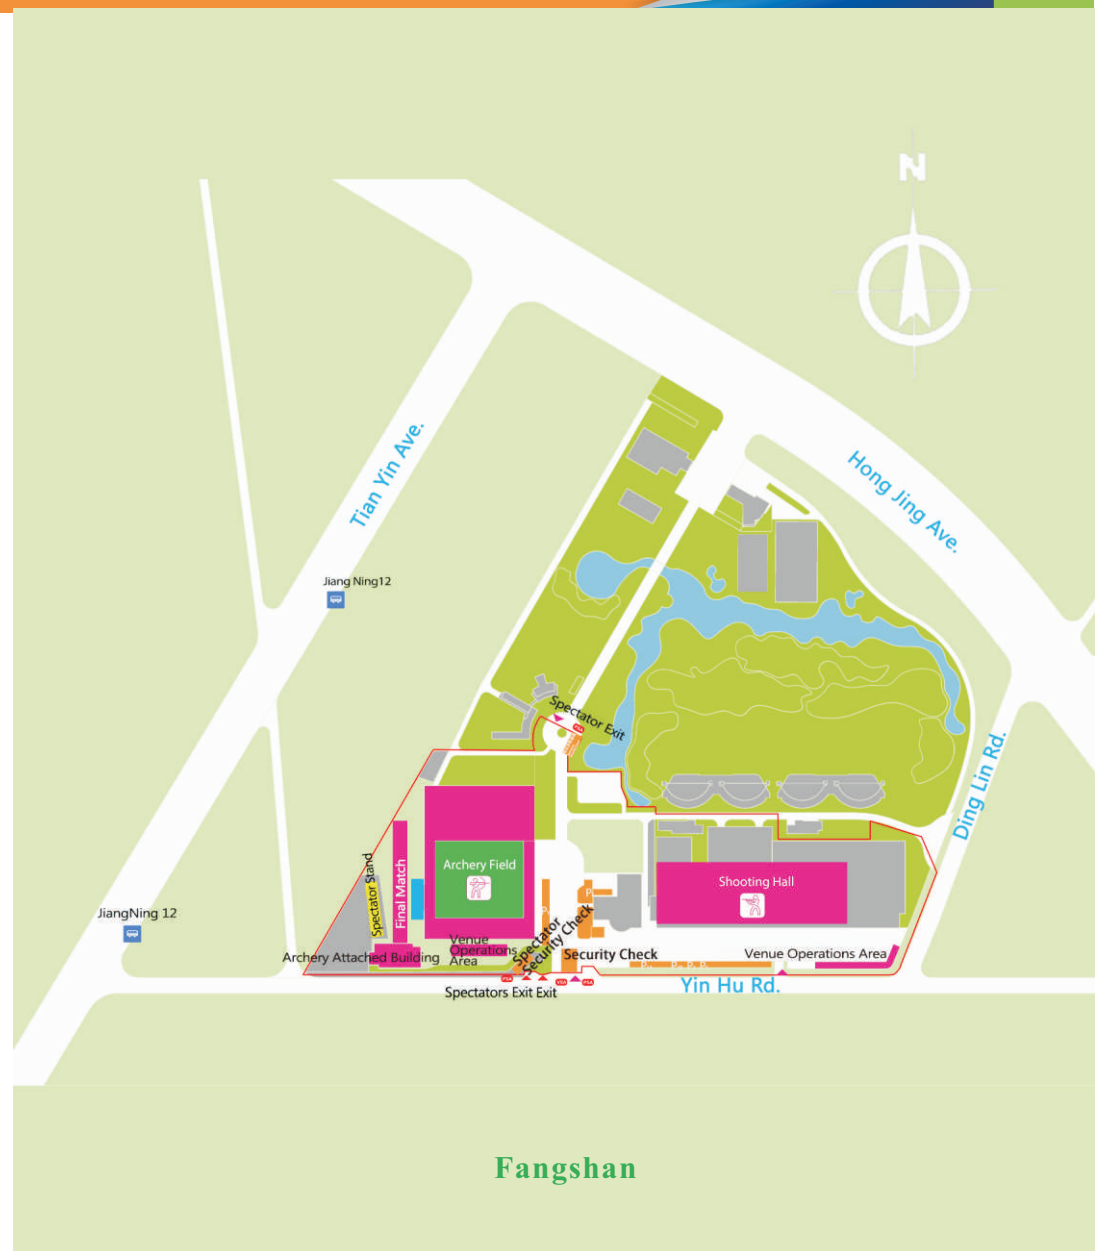 N
Tian Yin Ave.
Hong Jing Ave.
Jiang Ning12
Spectator Exit
Ding Lin Rd.
Archery Field
Spectator Stand
Final Match
Shooting Hall
JiangNing 12
P
P
Venue
Operations
Area
Spectator
Security Check
Archery Attached Building
Security Check
Venue Operations Area
P
P
P
P
Spectators Exit Exit
Yin Hu Rd.
Fangshan